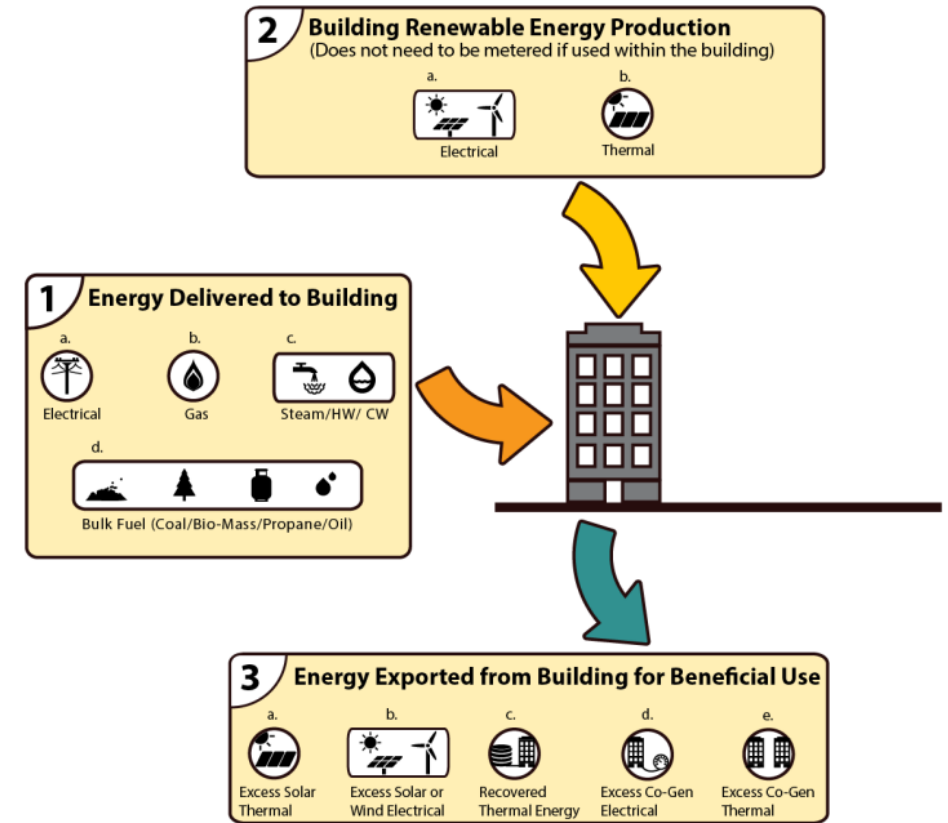 2
Building Renewable Energy Production
(Does not need to be metered if used within the building)
a.
b.
Electrical
Thermal
1
Energy Delivered to Building
a.
b.
c.
Electrical
Gas
Steam/HW/ CW
d.
Bulk Fuel (Coal/Bio-Mass/Propane/Oil)
3
Energy Exported from Building for Beneficial Use
a.
b.
c.
d.
e.
Excess Solar
Thermal
Excess Solar or
Wind Electrical
Recovered
Thermal Energy
Excess Co-Gen
Electrical
Excess Co-Gen
Thermal